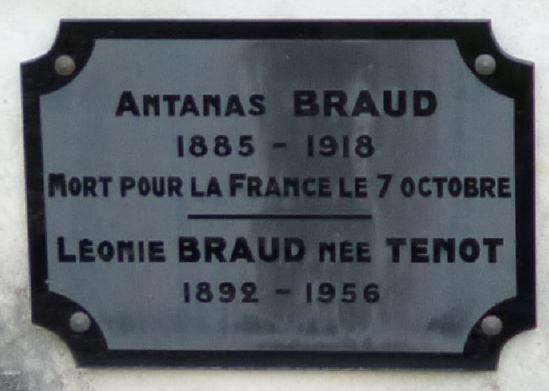 ANTANAS BRAUD
1885 - 1918
MORT POUR LA FRANCE LE 7 OCTOBRE
LÉONIE BRAUD NÉE TENOT
1892 - 1956